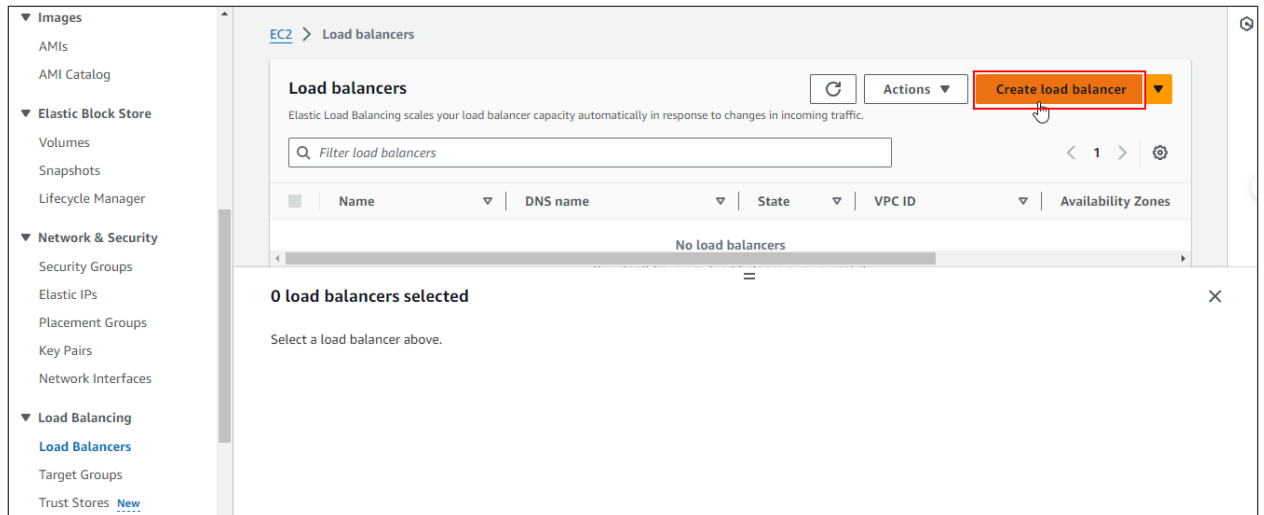 Images
AMIs
AMI Catalog
Elastic Block Store
Volumes
Snapshots
Lifecycle Manager
Network & Security
Security Groups
Elastic IPs
Placement Groups
Key Pairs
Network Interfaces
Load Balancing
Load Balancers
Target Groups
Trust Stores New
EC2 > Load balancers
Load balancers
Actions
Create load balancer
Elastic Load Balancing scales your load balancer capacity automatically in response to changes in incoming traffic.
Filter load balancers
1
Name DNS name State VPC ID Availability Zones
No load balancers
0 load balancers selected
Select a load balancer above.